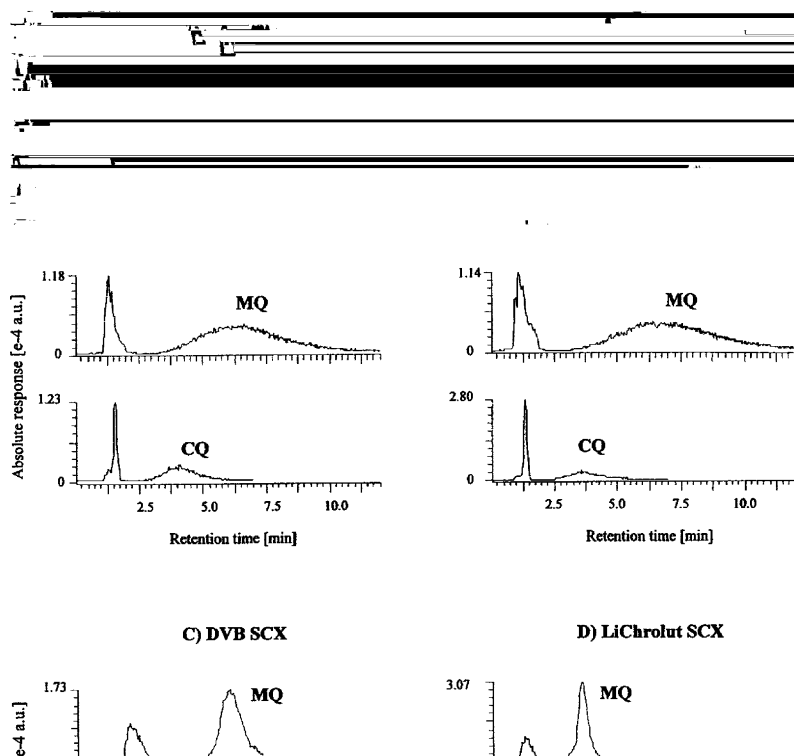 1.18
MQ
0
1.14
MQ
0
Absolute response [e-4 a.u.]
1.23
CQ
0
2.5 5.0 7.5 10.0
Retention time [min]
2.80
CQ
0
2.5 5.0 7.5 10.0
Retention time [min]
C) DVB SCX
D) LiChrolut SCX
1.73
MQ
e-4 a.u.]
3.07
MQ